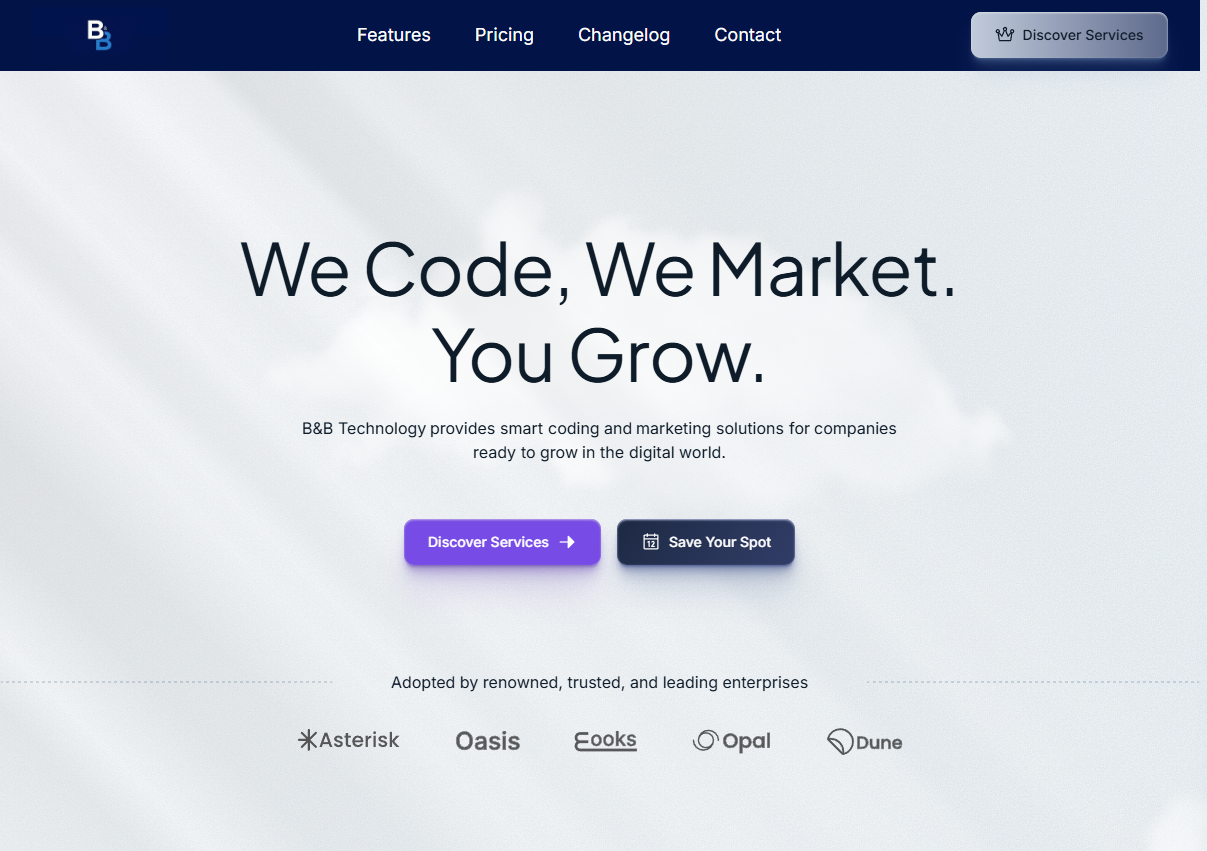 B&B
Features
Pricing
Changelog
Contact
Discover Services
We Code, We Market.
You Grow.
B&B Technology provides smart coding and marketing solutions for companies
ready to grow in the digital world.
Discover Services
12
Save Your Spot
Adopted by renowned, trusted, and leading enterprises
Asterisk
Oasis
Eooks
Opal
Dune